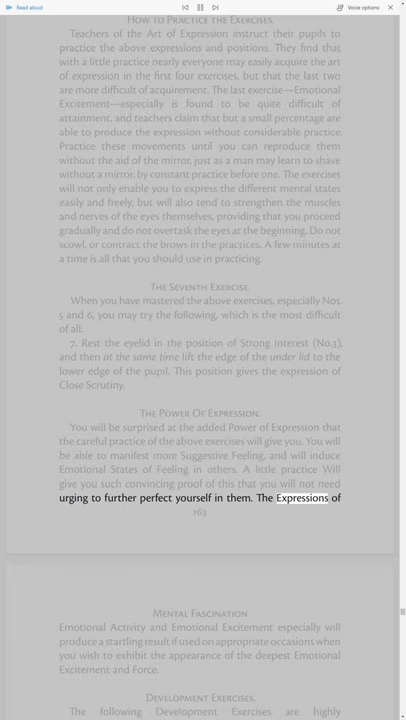 Read aloud
Voice options
How to Practice the Exercises.
Teachers of the Art of Expression instruct their pupils to
practice the above expressions and positions. They find that
with a little practice nearly everyone may easily acquire the art
of expression in the first four exercises, but that the last two
are more difficult of acquirement. The last exercise—Emotional
Excitement—especially is found to be quite difficult of
attainment, and teachers claim that but a small percentage are
able to produce the expression without considerable practice.
Practice these movements until you can reproduce them
without the aid of the mirror, just as a man may learn to shave
without a mirror, by constant practice before one. The exercises
will not only enable you to express the different mental states
easily and freely, but will also tend to strengthen the muscles
and nerves of the eyes themselves, providing that you proceed
gradually and do not overtask the eyes at the beginning. Do not
scowl, or contract the brows in the practices. A few minutes at
a time is all that you should use in practicing.
The Seventh Exercise.
When you have mastered the above exercises, especially Nos.
5 and 6, you may try the following, which is the most difficult
of all:
7. Rest the eyelid in the position of Strong Interest (No.3),
and then at the same time lift the edge of the under lid to the
lower edge of the pupil. This position gives the expression of
Close Scrutiny.
The Power Of Expression.
You will be surprised at the added Power of Expression that
the careful practice of the above exercises will give you. You will
be able to manifest more Suggestive Feeling, and will induce
Emotional States of Feeling in others. A little practice Will
give you such convincing proof of this that you will not need
urging to further perfect yourself in them. The Expressions of
163
Mental Fascination
Emotional Activity and Emotional Excitement especially will
produce a startling result if used on appropriate occasions when
you wish to exhibit the appearance of the deepest Emotional
Excitement and Force.
Development Exercises.
The following Development Exercises are highly